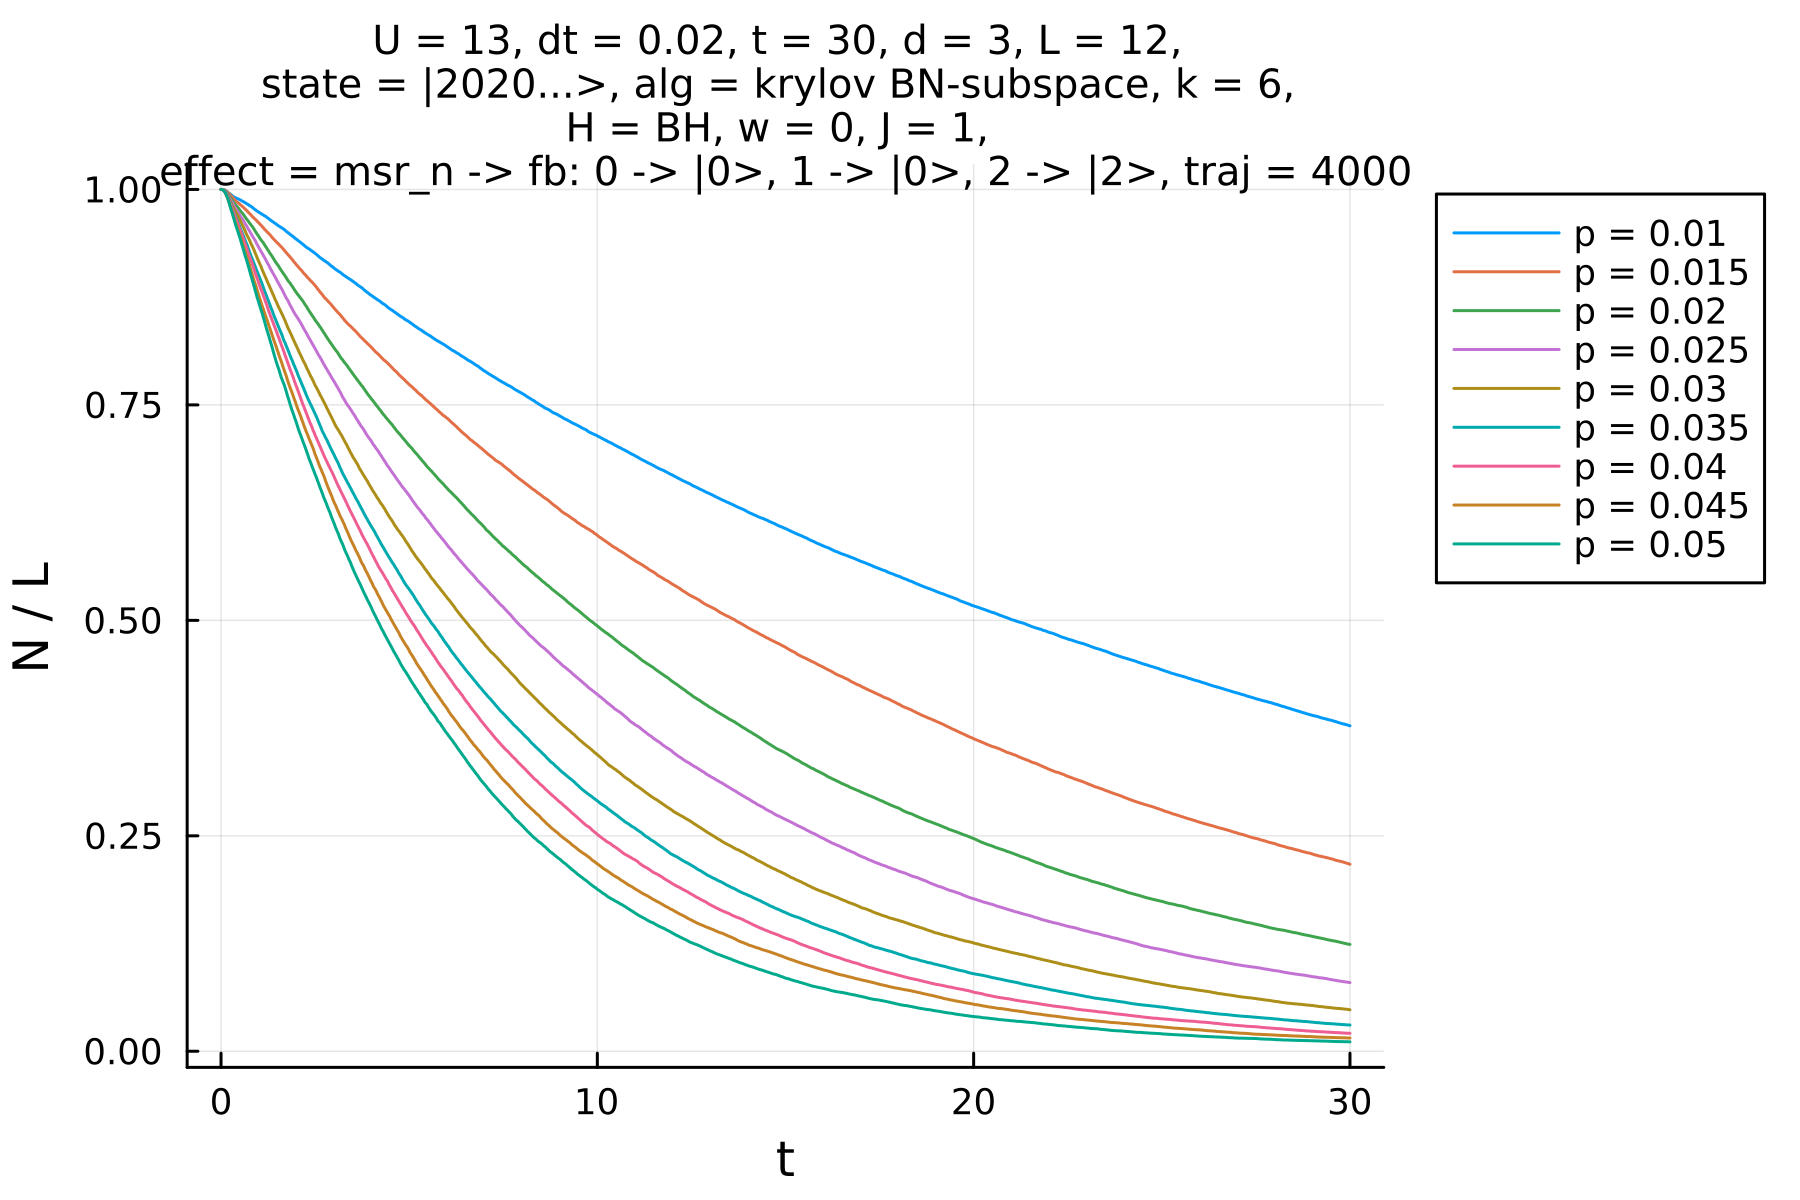 U = 13, dt = 0.02, t = 30, d = 3, L = 12,
state = |2020...>, alg = krylov BN-subspace, k = 6,
H = BH, w = 0, J = 1,
effect = msr_n -> fb: 0 -> |0>, 1 -> |0>, 2 -> |2>, traj = 4000
1.00
0.75
0.50
0.25
0.00
N / L
0
10
20
30
t
p = 0.01
p = 0.015
p = 0.02
p = 0.025
p = 0.03
p = 0.035
p = 0.04
p = 0.045
p = 0.05